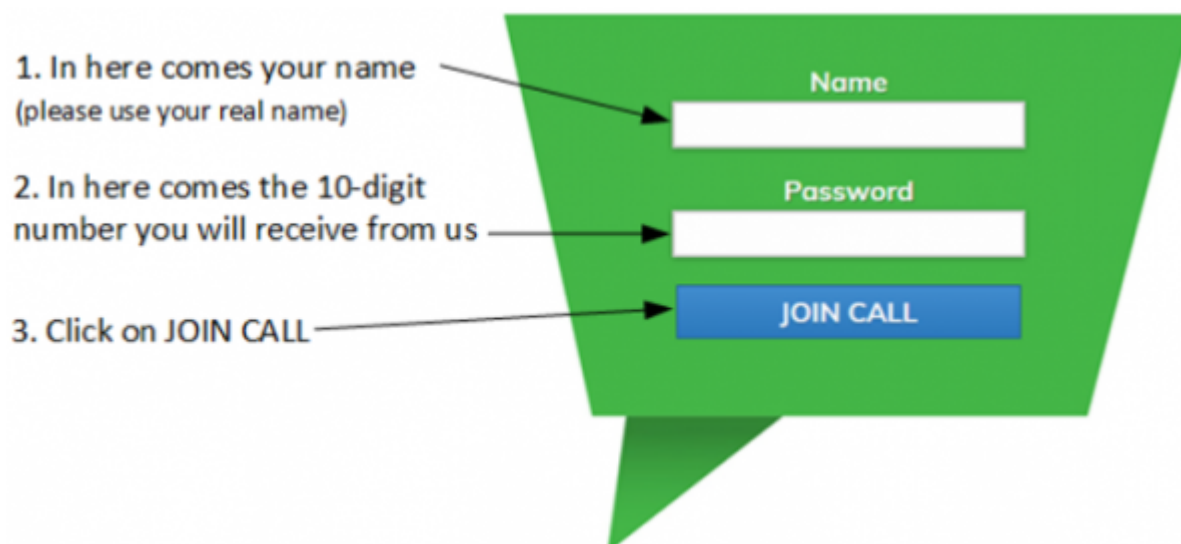 1. In here comes your name
(please use your real name)
2. In here comes the 10-digit
number you will receive from us
3. Click on JOIN CALL
Name
Password
JOIN CALL